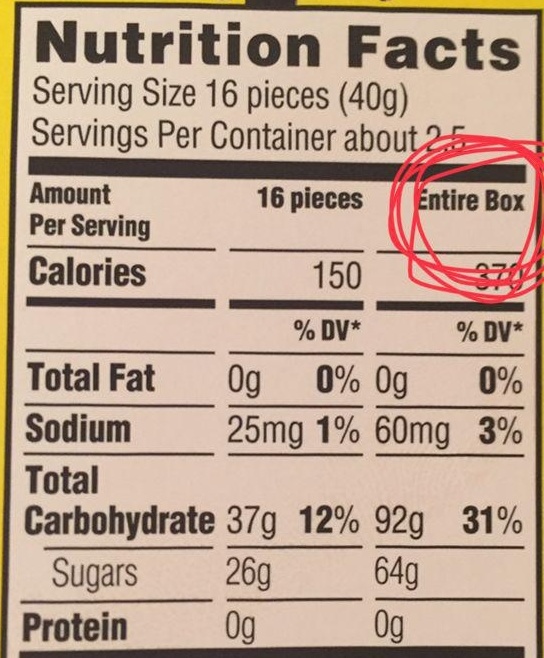 Nutrition Facts
Serving Size 16 pieces (40g)
Servings Per Container about 2.5
Amount Per Serving 16 pieces Entire Box
Calories 150 370
% DV* % DV*
Total Fat 0g 0% 0g 0%
Sodium 25mg 1% 60mg 3%
Total
Carbohydrate 37g 12% 92g 31%
Sugars 26g 64g
Protein 0g 0g